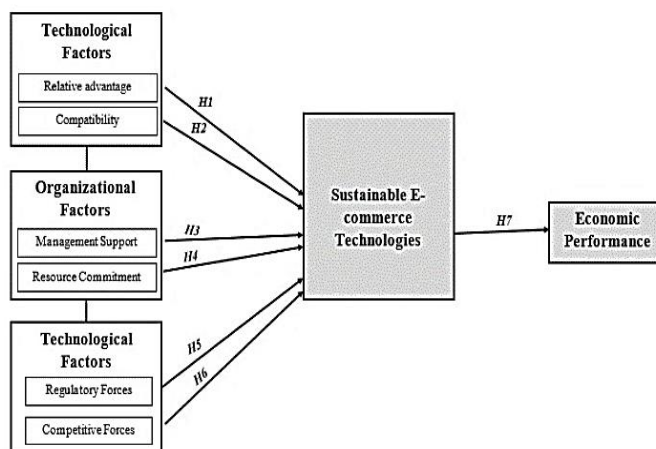 Technological
Factors
Relative advantage
Compatibility
H1
H2
Organizational
Factors
Management Support
Resource Commitment
H3
H4
Technological
Factors
Regulatory Forces
Competitive Forces
H5
H6
Sustainable E-
commerce
Technologies
H7
Economic
Performance